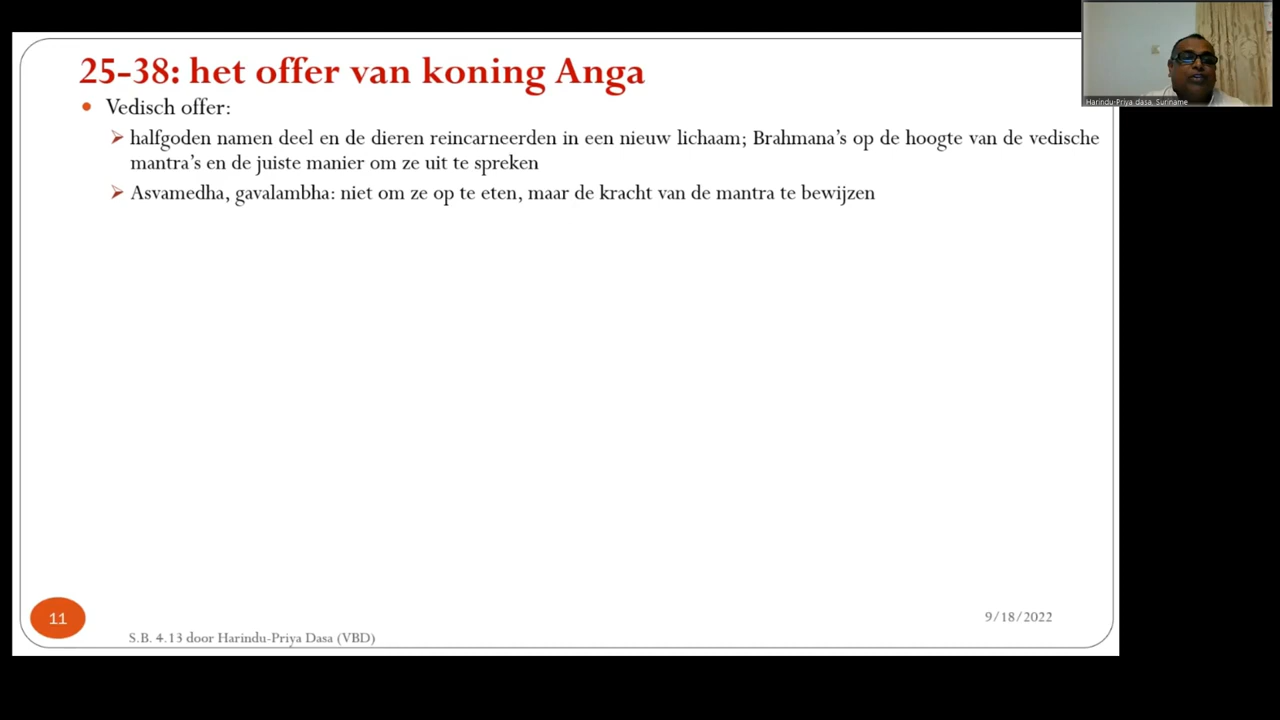 25-38: het offer van koning Anga
Vedisch offer:
halfgoden namen deel en de dieren reincarneerden in een nieuw lichaam; Brahmana’s op de hoogte van de vedische
mantra’s en de juiste manier om ze uit te spreken
Asvamedha, gavalambha: niet om ze op te eten, maar de kracht van de mantra te bewijzen
11
9/18/2022
S.B. 4.13 door Harindu-Priya Dasa (VBD)
Harindu-Priya dasa, Suriname